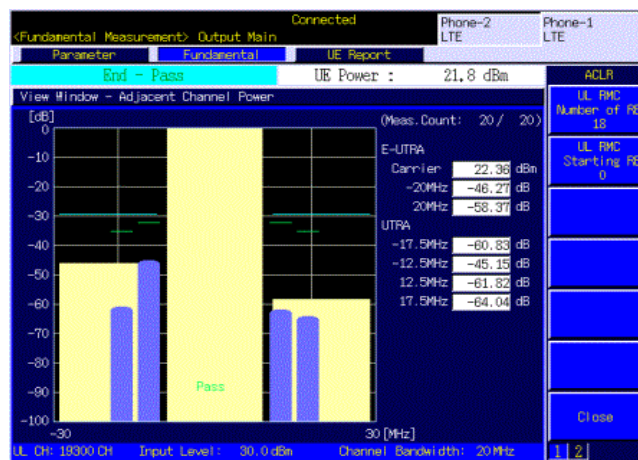 Connected
Phone-2
LTE
Phone-1
LTE
<Fundamental Measurement> Output Main
Parameter
Fundamental
UE Report
End - Pass
UE Power : 21.8 dBm
ACLR
View Window - Adjacent Channel Power
UL RMC
Number of RB
18
[dB]
(Meas.Count: 20/ 20)
0
-10
-20
-30
-40
-50
-60
-70
-80
-90
-100
E-UTRA
Carrier 22.36 dBm
-20MHz -46.27 dB
20MHz -58.37 dB
UTRA
-17.5MHz -60.83 dB
-12.5MHz -45.15 dB
12.5MHz -61.82 dB
17.5MHz -64.04 dB
UL RMC
Starting RB
0
Pass
-30
30 [MHz]
Close
UL CH: 19300 CH Input Level: 30.0 dBm Channel Bandwidth: 20 MHz
1 2